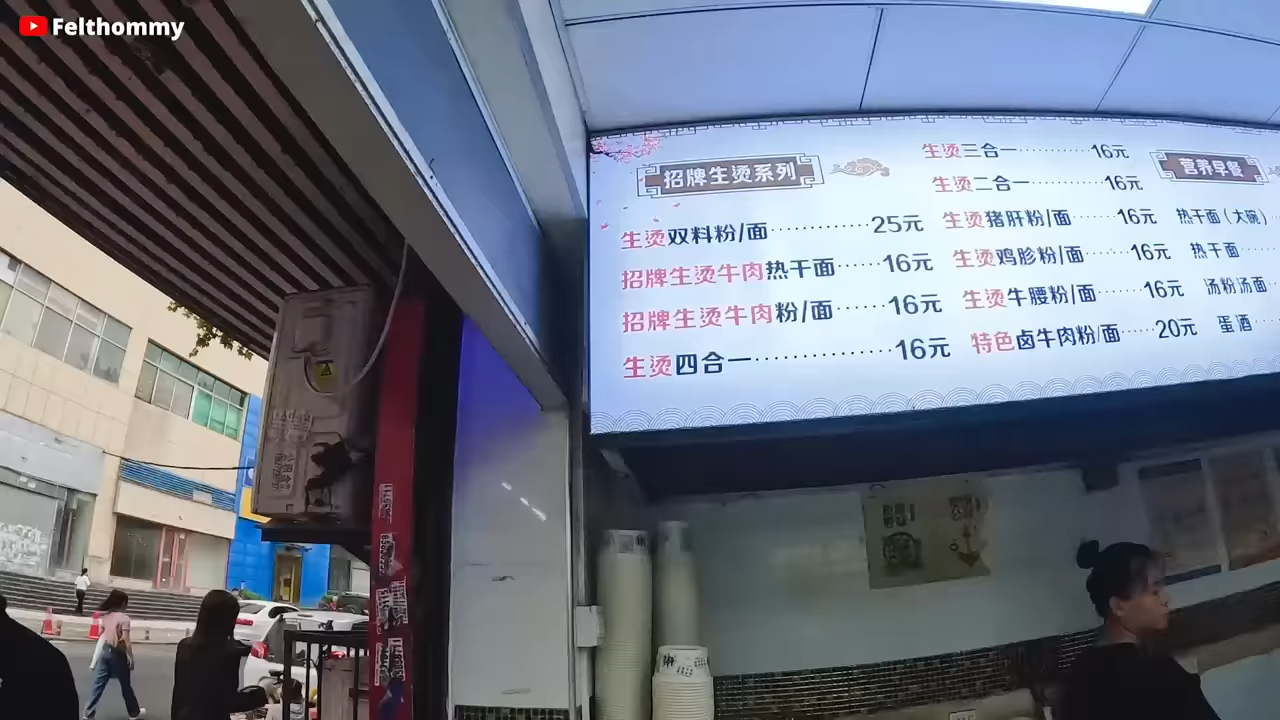 Felthommy
招牌生烫系列
生烫双料粉/面············25元
招牌生烫牛肉热干面······16元
招牌生烫牛肉粉/面······16元
生烫四合一················16元
生烫三合一···········16元
生烫二合一···········16元
生烫猪肝粉/面······16元
生烫鸡胗粉/面······16元
生烫牛腰粉/面······16元
特色卤牛肉粉/面·····20元
营养早餐
热干面(大碗)
热干面
汤粉汤面
蛋酒